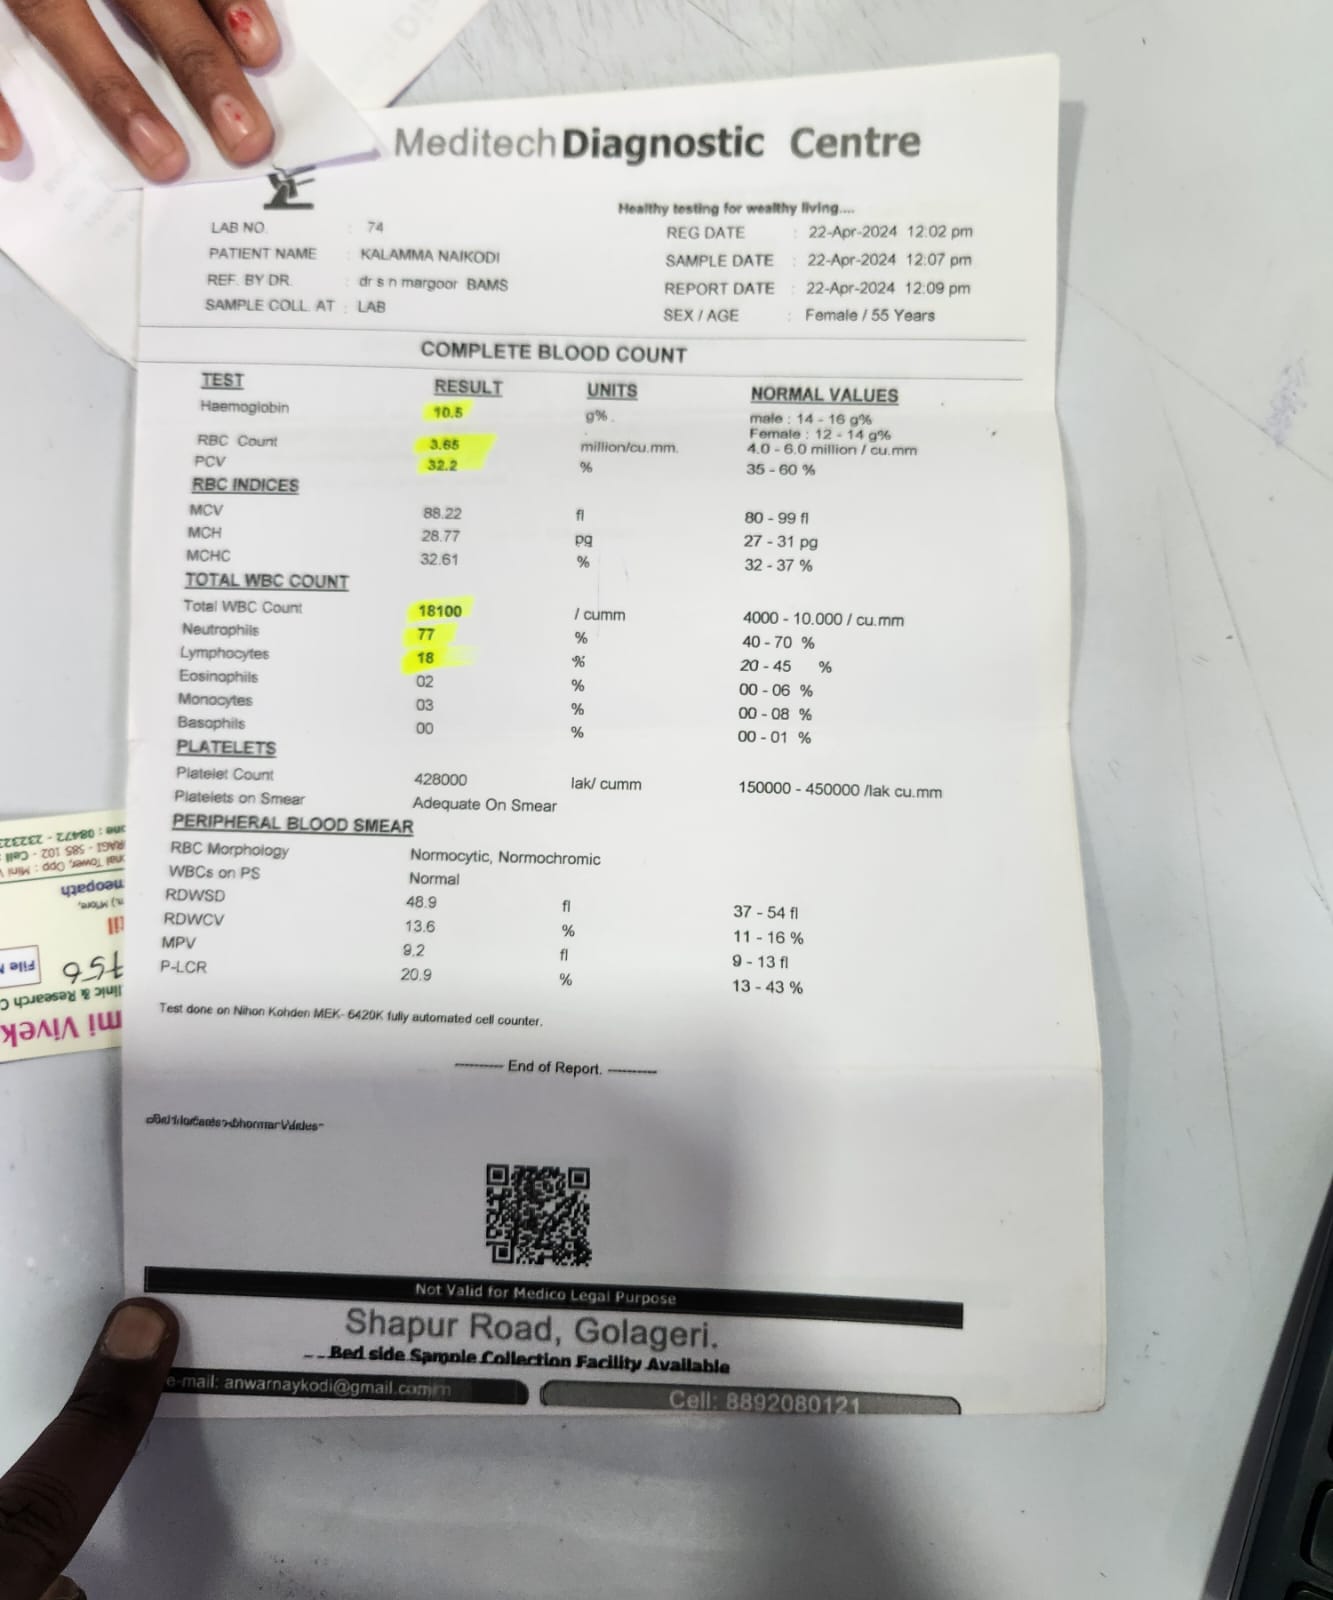 Meditech Diagnostic Centre
Healthy testing for wealthy living....
LAB NO. : 74
REG DATE : 22-Apr-2024 12:02 pm
PATIENT NAME : KALAMMA NAIKODI
SAMPLE DATE : 22-Apr-2024 12:07 pm
REF. BY DR. : dr s n margoor BAMS
REPORT DATE : 22-Apr-2024 12:09 pm
SAMPLE COLL. AT : LAB
SEX / AGE : Female / 55 Years
COMPLETE BLOOD COUNT
TEST RESULT UNITS NORMAL VALUES
Haemoglobin 10.5 g% male : 14 - 16 g%
Female : 12 - 14 g%
RBC Count 3.65 million/cu.mm. 4.0 - 6.0 million / cu.mm
PCV 32.2 % 35 - 60 %
RBC INDICES
MCV 88.22 fl 80 - 99 fl
MCH 28.77 pg 27 - 31 pg
MCHC 32.61 % 32 - 37 %
TOTAL WBC COUNT
Total WBC Count 18100 / cumm 4000 - 10.000 / cu.mm
Neutrophils 77 % 40 - 70 %
Lymphocytes 18 % 20 - 45 %
Eosinophils 02 % 00 - 06 %
Monocytes 03 % 00 - 08 %
Basophils 00 % 00 - 01 %
PLATELETS
Platelet Count 428000 lak/ cumm 150000 - 450000 /lak cu.mm
Platelets on Smear Adequate On Smear
PERIPHERAL BLOOD SMEAR
RBC Morphology Normocytic, Normochromic
WBCs on PS Normal
RDWSD 48.9 fl 37 - 54 fl
RDWCV 13.6 % 11 - 16 %
MPV 9.2 fl 9 - 13 fl
P-LCR 20.9 % 13 - 43 %
Test done on Nihon Kohden MEK- 6420K fully automated cell counter.
---------- End of Report. ----------
Not Valid for Medico Legal Purpose
Shapur Road, Golageri.
Bed side Sample Collection Facility Available
e-mail: anwarnaykodi@gmail.com
Cell: 8892080121
mi Vivek
& Research
File
756
meopath
Tower, Opp : Mini
585 102 - Cell
08472 -